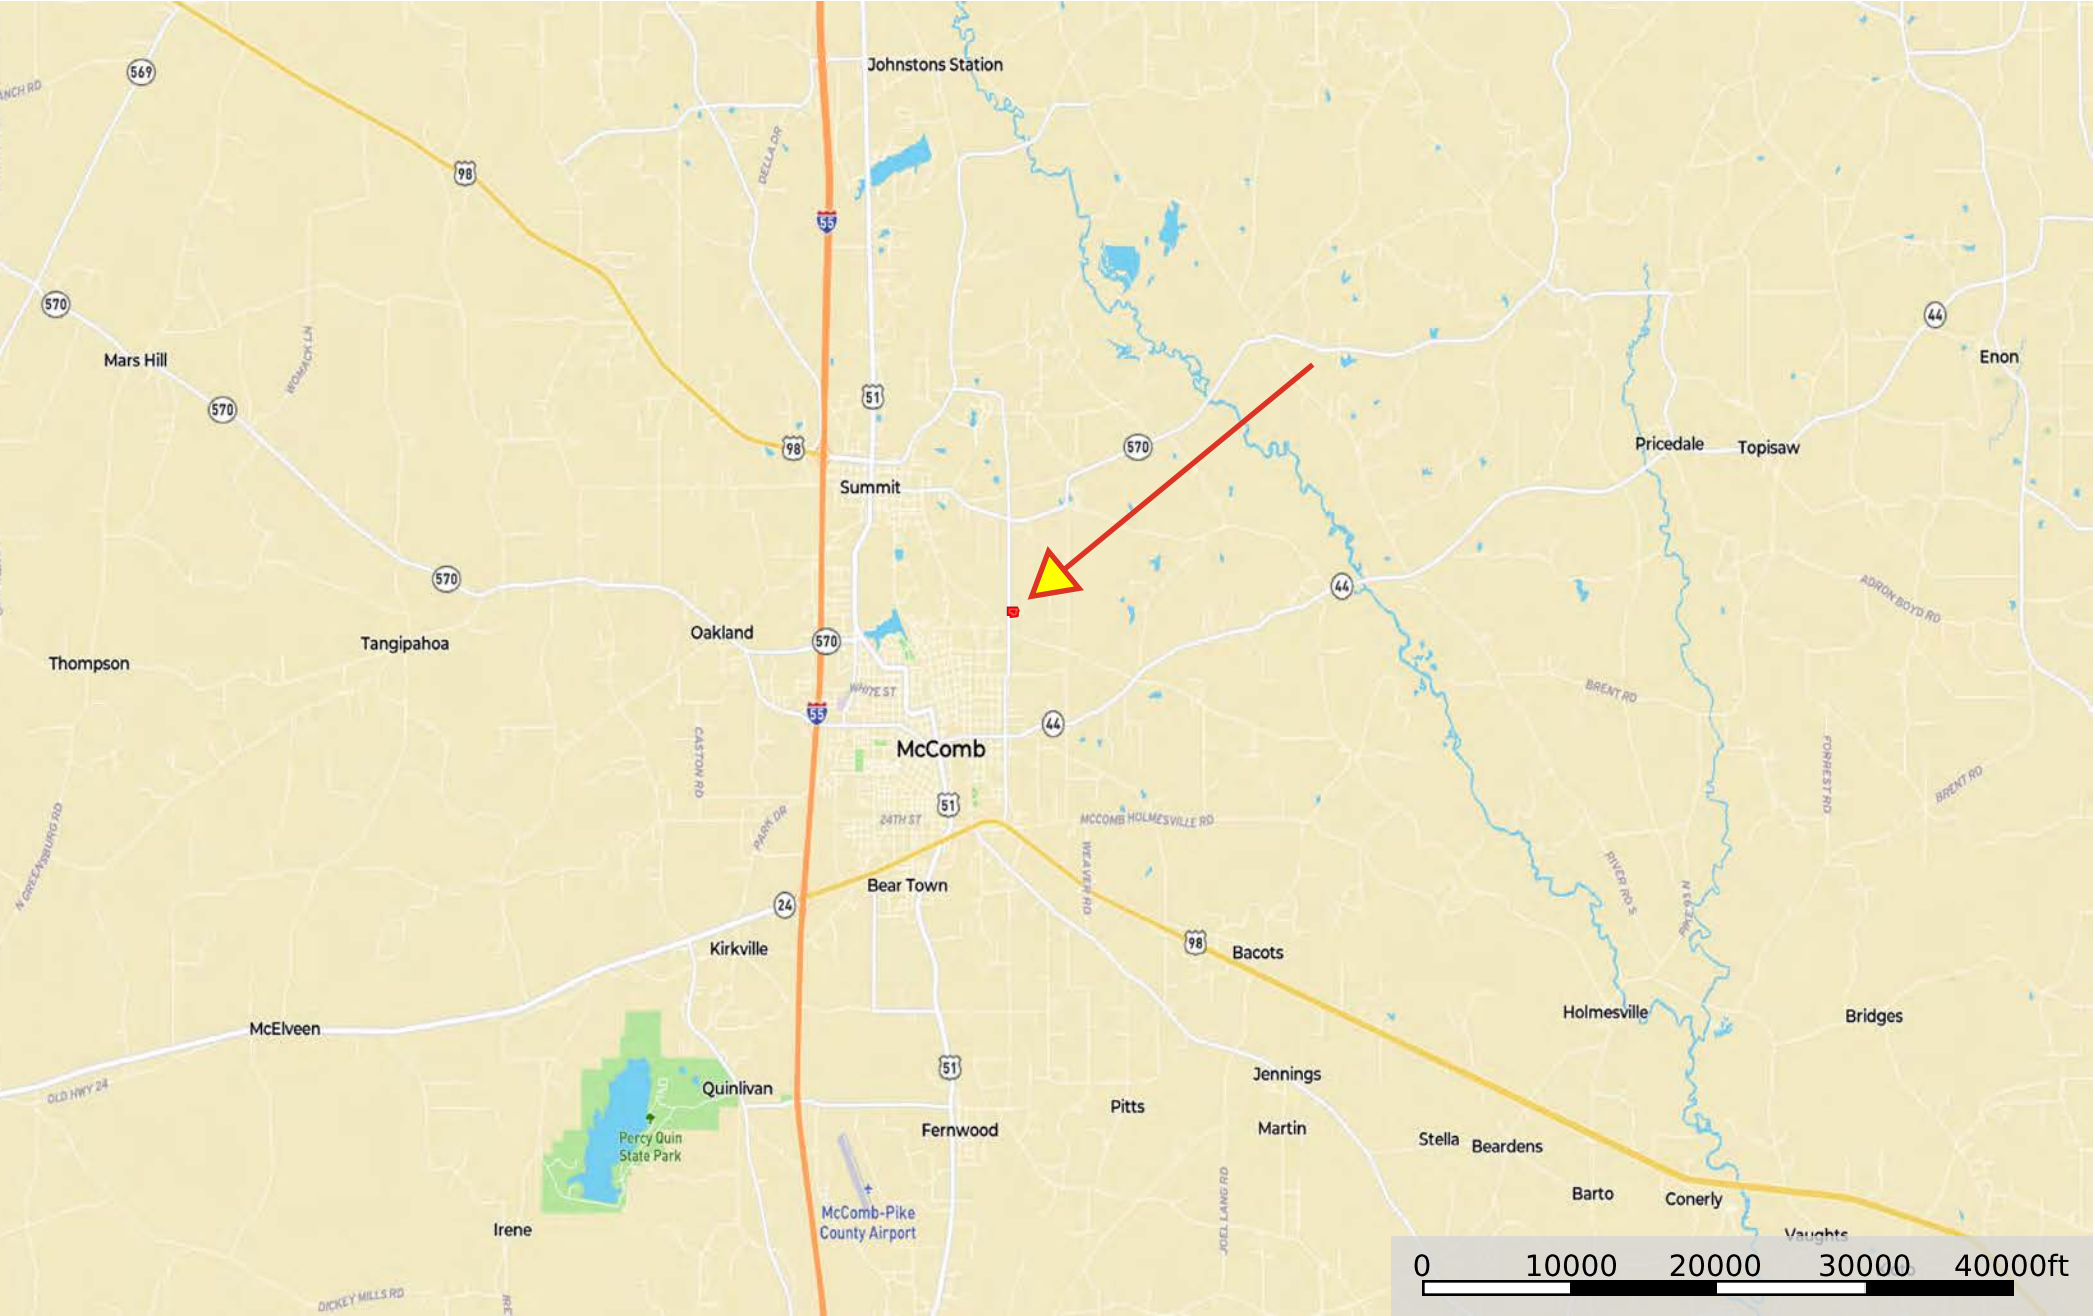 Johnstons Station
569
ANCH RD
98
DELLA DR
55
570
44
Mars Hill
WOMACK LN
Enon
570
51
98
570
Pricedale
Topisaw
Summit
570
44
ADRON BOYD RD
Oakland
570
Tangipahoa
Thompson
WHITE ST
BRENT RD
55
44
CASTON RD
McComb
FORREST RD
BRENT RD
51
PARK DR
24TH ST
MCCOMB HOLMESVILLE RD
N GREENSBURG RD
WEAVER RD
RIVER RD S
Bear Town
24
98
Kirkville
Bacots
Holmesville
Bridges
McElveen
51
Jennings
OLD HWY 24
Quinlivan
Pitts
Fernwood
Martin
Percy Quin
State Park
Stella
Beardens
JOEL LANG RD
Barto
Conerly
McComb-Pike
County Airport
Irene
Vaughts
DICKEY MILLS RD
0 10000 20000 30000 40000ft